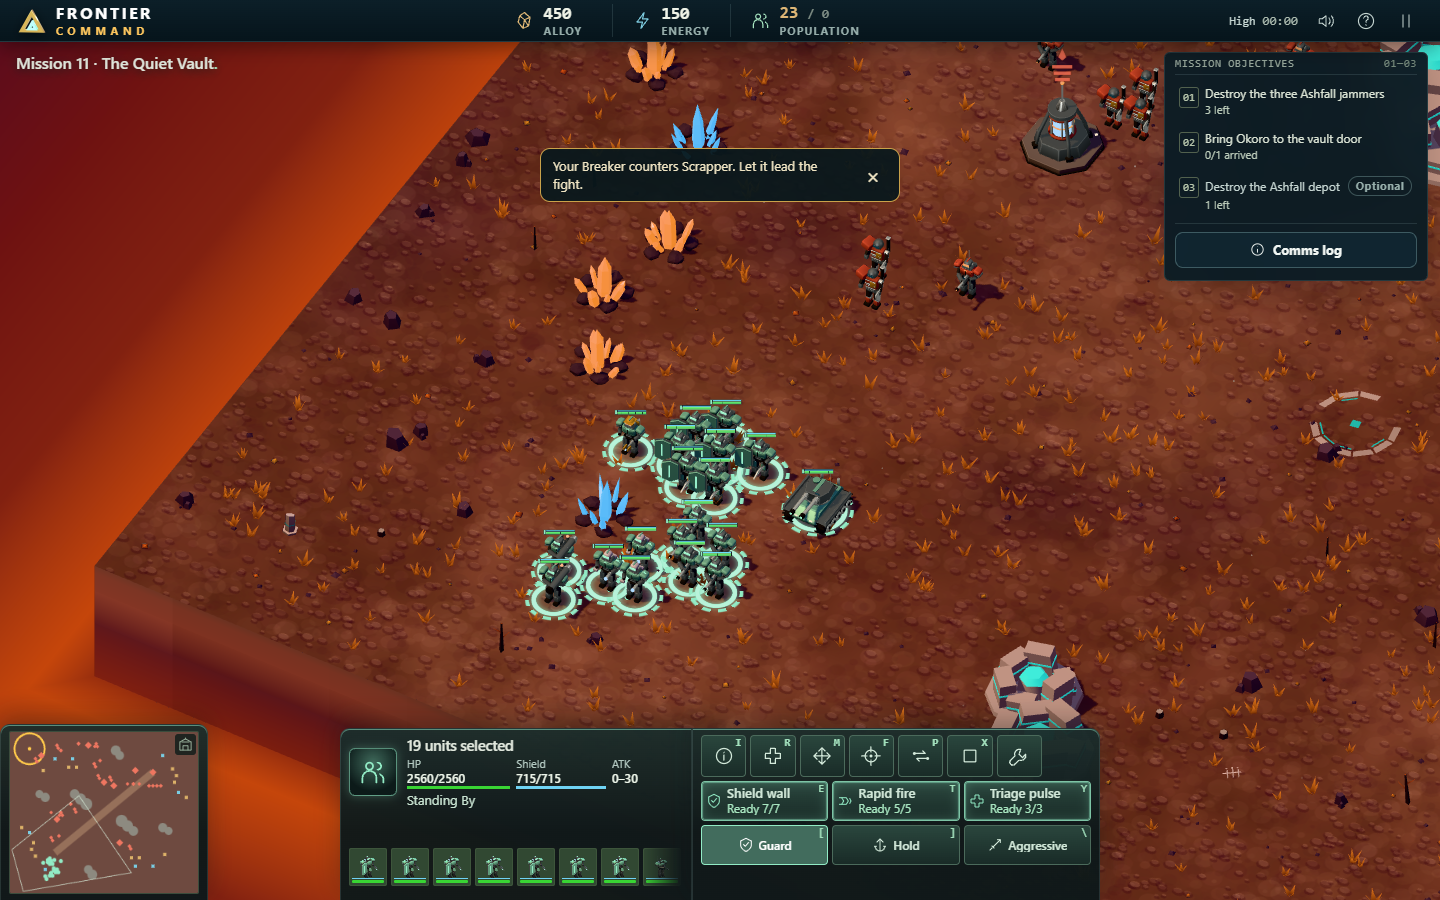 FRONTIER
COMMAND
450
ALLOY
150
ENERGY
23 / 0
POPULATION
High 00:00
Mission 11 · The Quiet Vault.
MISSION OBJECTIVES 01—03
01 Destroy the three Ashfall jammers
3 left
02 Bring Okoro to the vault door
0/1 arrived
03 Destroy the Ashfall depot Optional
1 left
Comms log
Your Breaker counters Scrapper. Let it lead the
fight.
19 units selected
HP Shield ATK
2560/2560 715/715 0–30
Standing By
I R M F P X
Shield wall E
Ready 7/7
Rapid fire T
Ready 5/5
Triage pulse Y
Ready 3/3
Guard [
Hold ]
Aggressive \